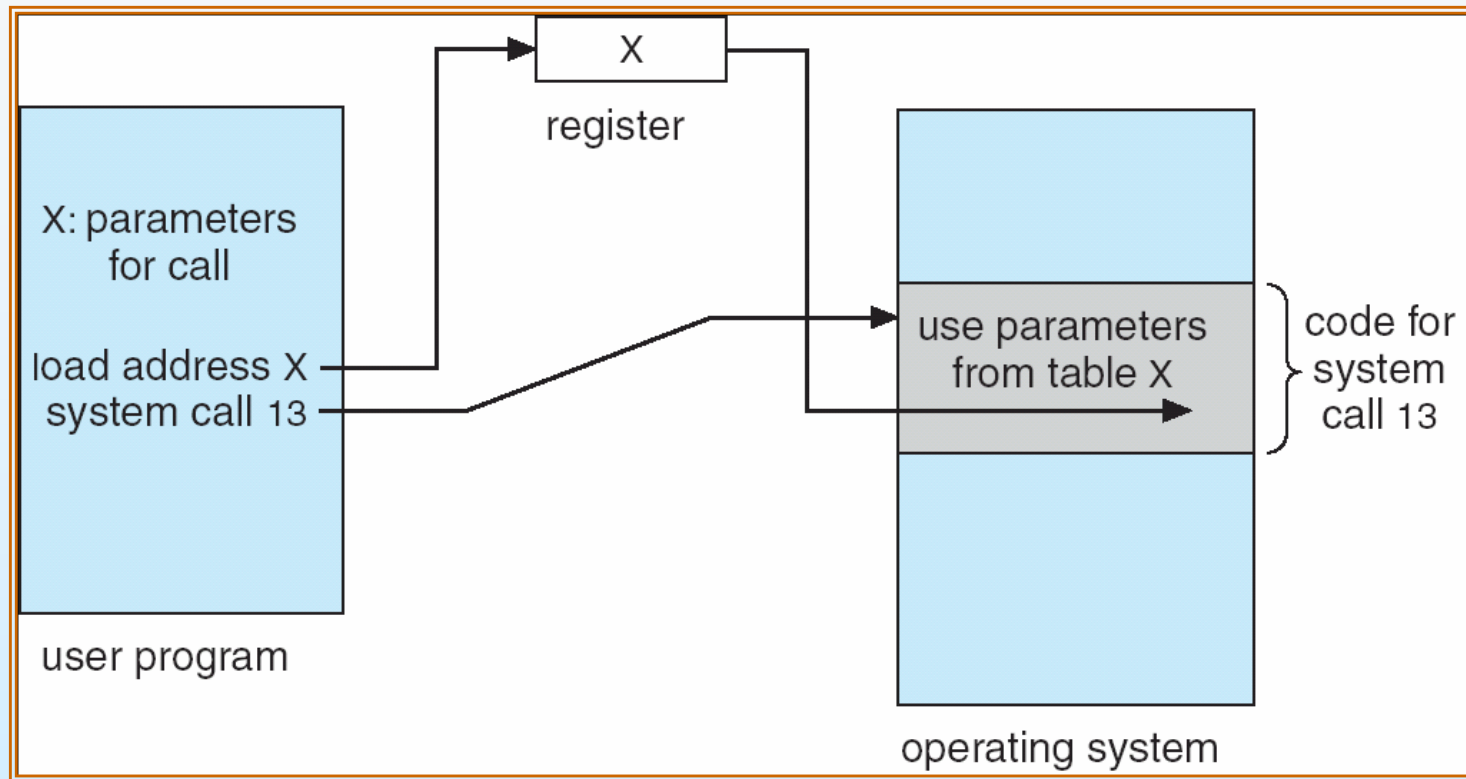 X
register
X: parameters
for call
load address X
system call 13
user program
use parameters
from table X
code for
system
call 13
operating system